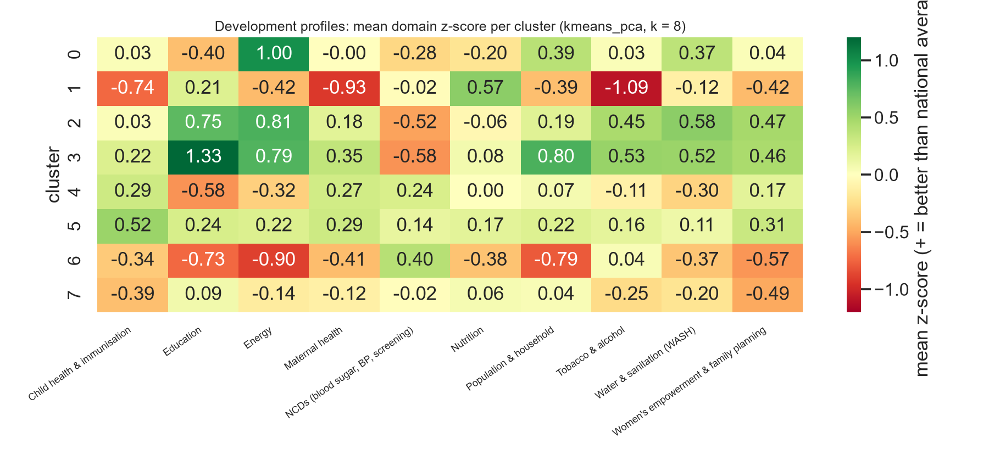 Development profiles: mean domain z-score per cluster (kmeans_pca, k = 8)
cluster
0 0.03 -0.40 1.00 -0.00 -0.28 -0.20 0.39 0.03 0.37 0.04
1 -0.74 0.21 -0.42 -0.93 -0.02 0.57 -0.39 -1.09 -0.12 -0.42
2 0.03 0.75 0.81 0.18 -0.52 -0.06 0.19 0.45 0.58 0.47
3 0.22 1.33 0.79 0.35 -0.58 0.08 0.80 0.53 0.52 0.46
4 0.29 -0.58 -0.32 0.27 0.24 0.00 0.07 -0.11 -0.30 0.17
5 0.52 0.24 0.22 0.29 0.14 0.17 0.22 0.16 0.11 0.31
6 -0.34 -0.73 -0.90 -0.41 0.40 -0.38 -0.79 0.04 -0.37 -0.57
7 -0.39 0.09 -0.14 -0.12 -0.02 0.06 0.04 -0.25 -0.20 -0.49
Child health & immunisation
Education
Energy
Maternal health
NCDs (blood sugar, BP, screening)
Nutrition
Population & household
Tobacco & alcohol
Water & sanitation (WASH)
Women's empowerment & family planning
1.0
0.5
0.0
−0.5
−1.0
mean z-score (+ = better than national avera